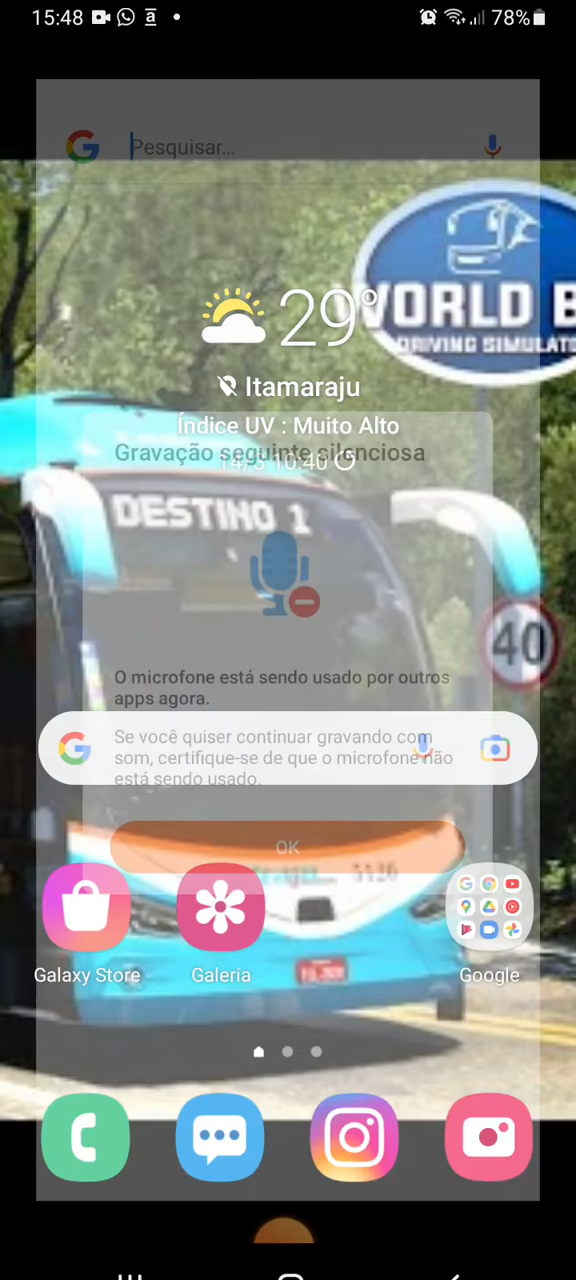 15:48
78%
Pesquisar...
WORLD B
DRIVING SIMULAT
29°
Itamaraju
Índice UV : Muito Alto
Gravação seguinte silenciosa
14/3 10:40
DESTINO 1
40
O microfone está sendo usado por outros
apps agora.
Se você quiser continuar gravando com
som, certifique-se de que o microfone não
está sendo usado.
OK
5126
Galaxy Store
Galeria
Google